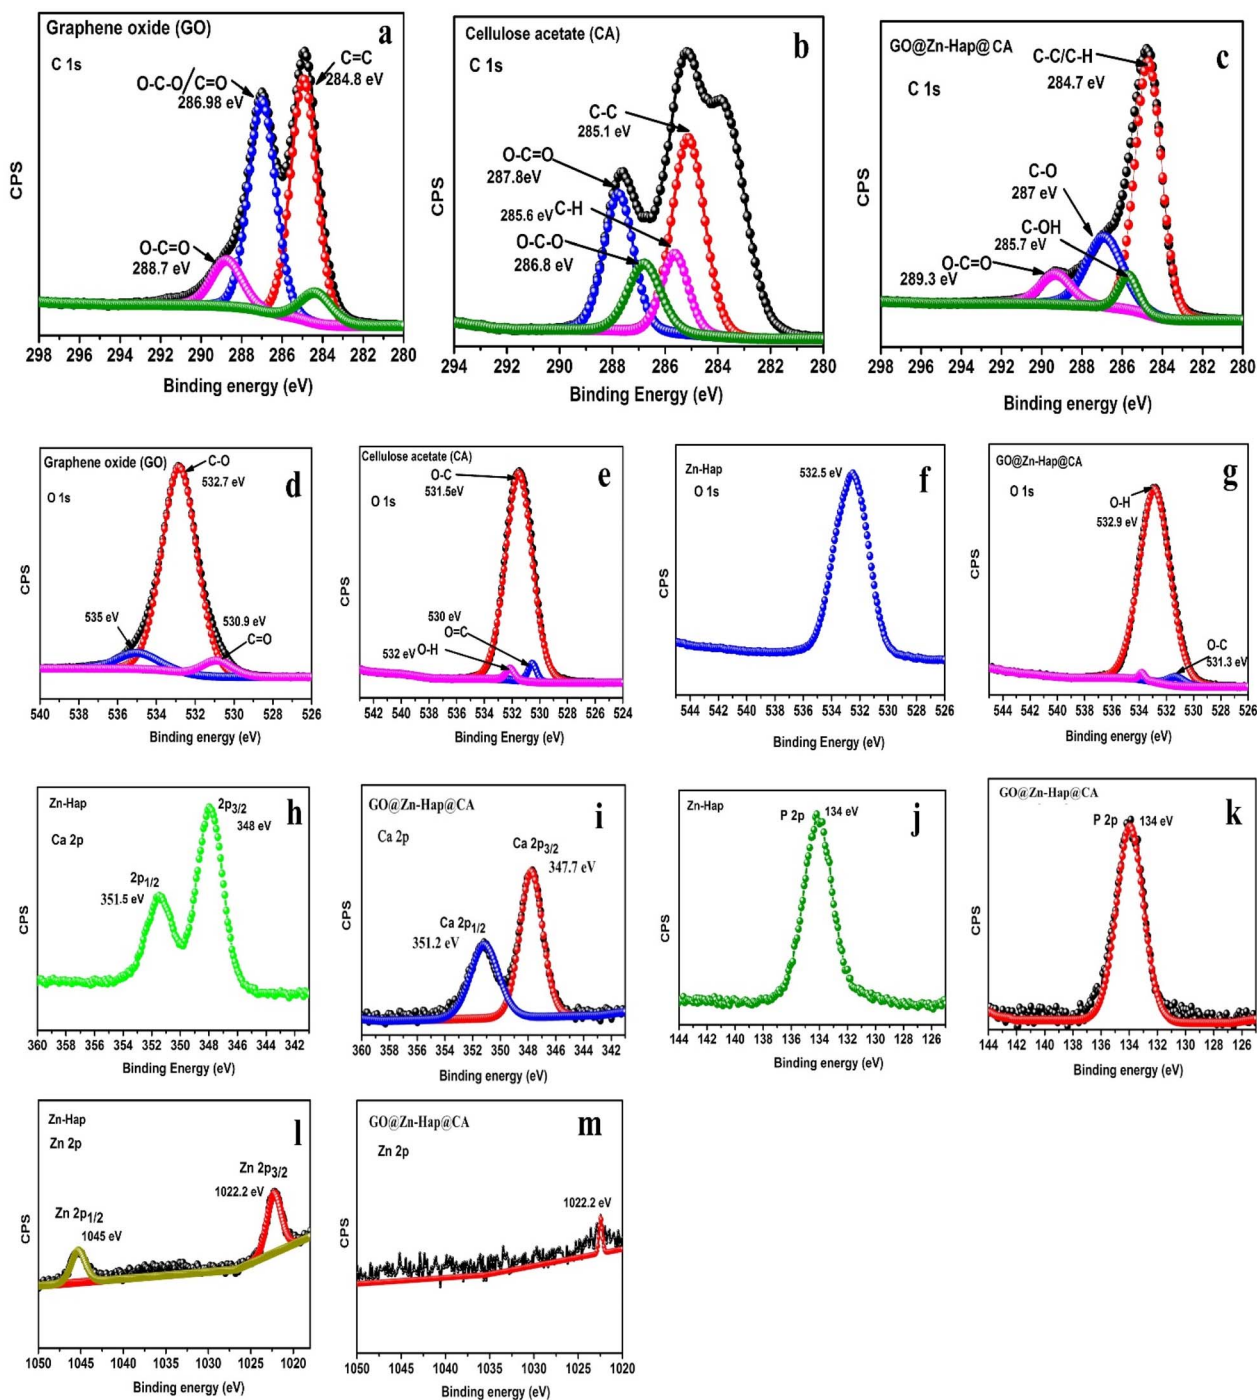 Graphene oxide (GO)
a
C 1s
O-C-O/C=O
286.98 eV
C=C
284.8 eV
O-C=O
288.7 eV
CPS
298 296 294 292 290 288 286 284 282 280
Binding energy (eV)
Cellulose acetate (CA)
b
C 1s
C-C
285.1 eV
O-C=O
287.8eV
285.6 eV C-H
O-C-O
286.8 eV
CPS
294 292 290 288 286 284 282 280
Binding Energy (eV)
GO@Zn-Hap@CA
c
C 1s
C-C/C-H
284.7 eV
C-O
287 eV
C-OH
285.7 eV
O-C=O
289.3 eV
CPS
298 296 294 292 290 288 286 284 282 280
Binding energy (eV)
Graphene oxide (GO)
d
O 1s
C-O
532.7 eV
535 eV
530.9 eV
C=O
CPS
540 538 536 534 532 530 528 526
Binding energy (eV)
Cellulose acetate (CA)
e
O 1s
O-C
531.5eV
530 eV
O=C
532 eV O-H
CPS
542 540 538 536 534 532 530 528 526 524
Binding Energy (eV)
Zn-Hap
f
O 1s
532.5 eV
CPS
544 542 540 538 536 534 532 530 528 526
Binding Energy (eV)
GO@Zn-Hap@CA
g
O 1s
O-H
532.9 eV
O-C
531.3 eV
CPS
544 542 540 538 536 534 532 530 528 526
Binding energy (eV)
Zn-Hap
h
Ca 2p
2p3/2
348 eV
2p1/2
351.5 eV
CPS
360 358 356 354 352 350 348 346 344 342
Binding Energy (eV)
GO@Zn-Hap@CA
i
Ca 2p
Ca 2p3/2
347.7 eV
Ca 2p1/2
351.2 eV
CPS
360 358 356 354 352 350 348 346 344 342
Binding energy (eV)
Zn-Hap
j
P 2p 134 eV
CPS
144 142 140 138 136 134 132 130 128 126
Binding energy (eV)
GO@Zn-Hap@CA
k
P 2p 134 eV
CPS
144 142 140 138 136 134 132 130 128 126
Binding energy (eV)
Zn-Hap
l
Zn 2p
Zn 2p3/2
1022.2 eV
Zn 2p1/2
1045 eV
CPS
1050 1045 1040 1035 1030 1025 1020
Binding energy (eV)
GO@Zn-Hap@CA
m
Zn 2p
1022.2 eV
CPS
1050 1045 1040 1035 1030 1025 1020
Binding energy (eV)